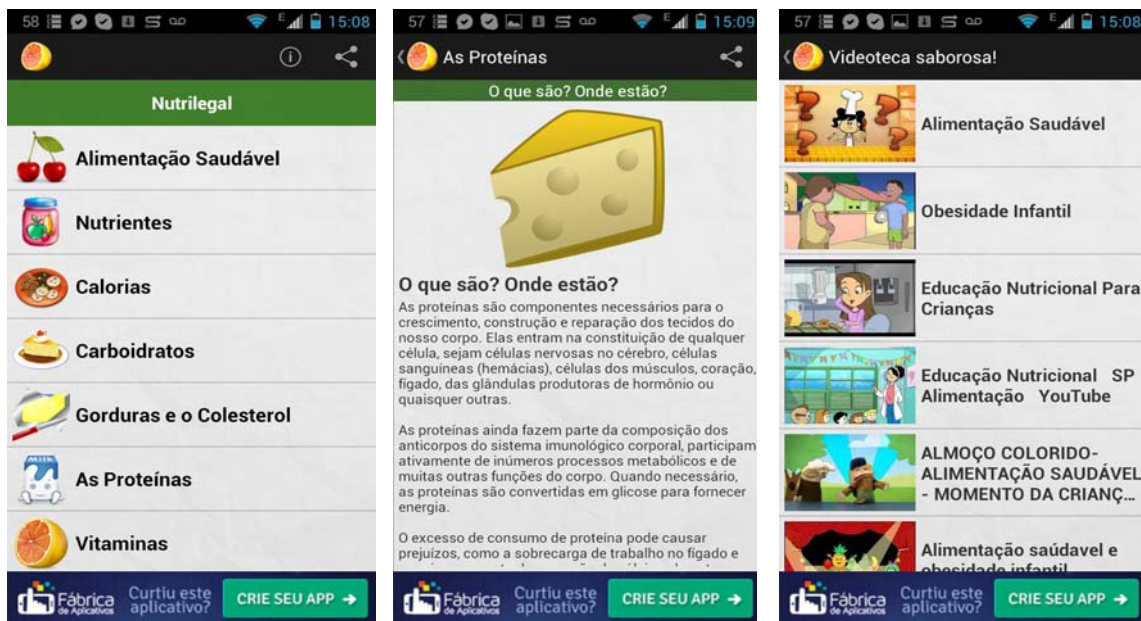 58 E 15:08
Nutrilegal
Alimentação Saudável
Nutrientes
Calorias
Carboidratos
Gorduras e o Colesterol
MILK
As Proteínas
Vitaminas
Fábrica
de Aplicativos
Curtiu este
aplicativo?
CRIE SEU APP →
57 E 15:09
As Proteínas
O que são? Onde estão?
O que são? Onde estão?
As proteínas são componentes necessários para o
crescimento, construção e reparação dos tecidos do
nosso corpo. Elas entram na constituição de qualquer
célula, sejam células nervosas no cérebro, células
sanguíneas (hemácias), células dos músculos, coração,
fígado, das glândulas produtoras de hormônio ou
quaisquer outras.
As proteínas ainda fazem parte da composição dos
anticorpos do sistema imunológico corporal, participam
ativamente de inúmeros processos metabólicos e de
muitas outras funções do corpo. Quando necessário,
as proteínas são convertidas em glicose para fornecer
energia.
O excesso de consumo de proteína pode causar
prejuízos, como a sobrecarga de trabalho no fígado e
Fábrica
de Aplicativos
Curtiu este
aplicativo?
CRIE SEU APP →
57 E 15:08
Videoteca saborosa!
Alimentação Saudável
Obesidade Infantil
Educação Nutricional Para
Crianças
Educação Nutricional SP
Alimentação YouTube
ALMOÇO COLORIDO-
ALIMENTAÇÃO SAUDÁVEL
- MOMENTO DA CRIANÇ...
Alimentação saúdavel e
obesidade infantil
Fábrica
de Aplicativos
Curtiu este
aplicativo?
CRIE SEU APP →